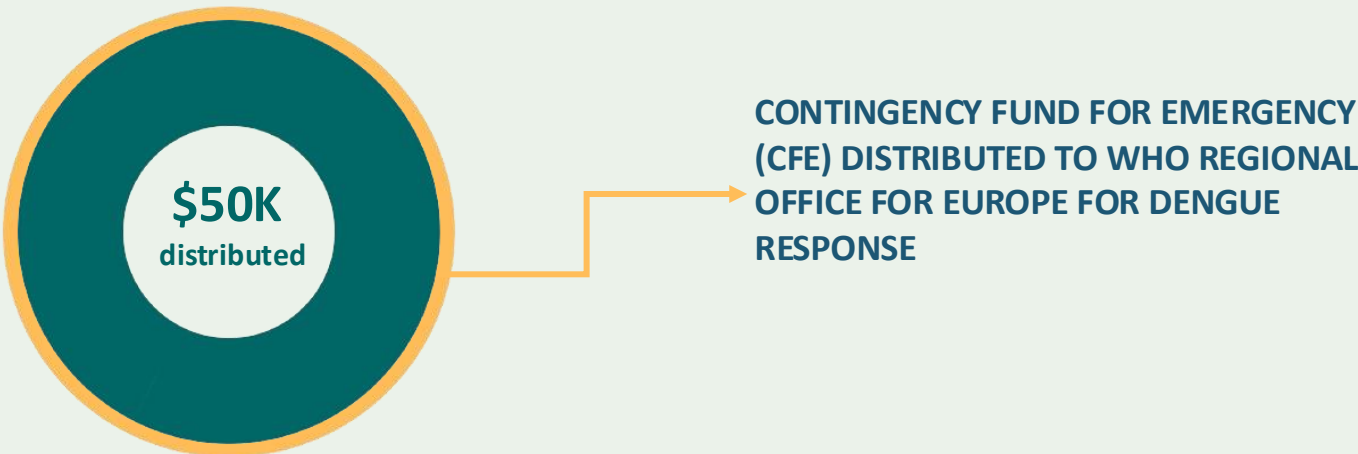 $50K
distributed
CONTINGENCY FUND FOR EMERGENCY
(CFE) DISTRIBUTED TO WHO REGIONAL
OFFICE FOR EUROPE FOR DENGUE
RESPONSE